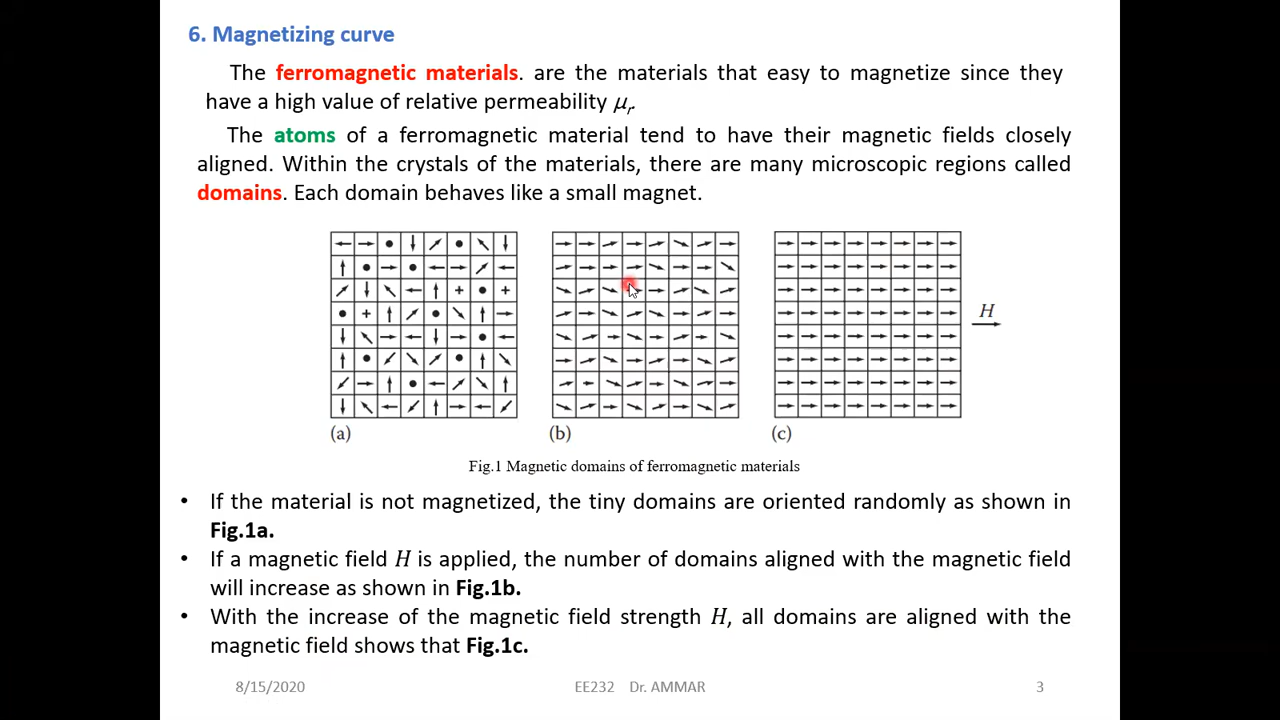 6. Magnetizing curve
The ferromagnetic materials. are the materials that easy to magnetize since they
have a high value of relative permeability μr.
The atoms of a ferromagnetic material tend to have their magnetic fields closely
aligned. Within the crystals of the materials, there are many microscopic regions called
domains. Each domain behaves like a small magnet.
H
(a) (b) (c)
Fig.1 Magnetic domains of ferromagnetic materials
• If the material is not magnetized, the tiny domains are oriented randomly as shown in
Fig.1a.
• If a magnetic field H is applied, the number of domains aligned with the magnetic field
will increase as shown in Fig.1b.
• With the increase of the magnetic field strength H, all domains are aligned with the
magnetic field shows that Fig.1c.
8/15/2020 EE232 Dr. AMMAR 3